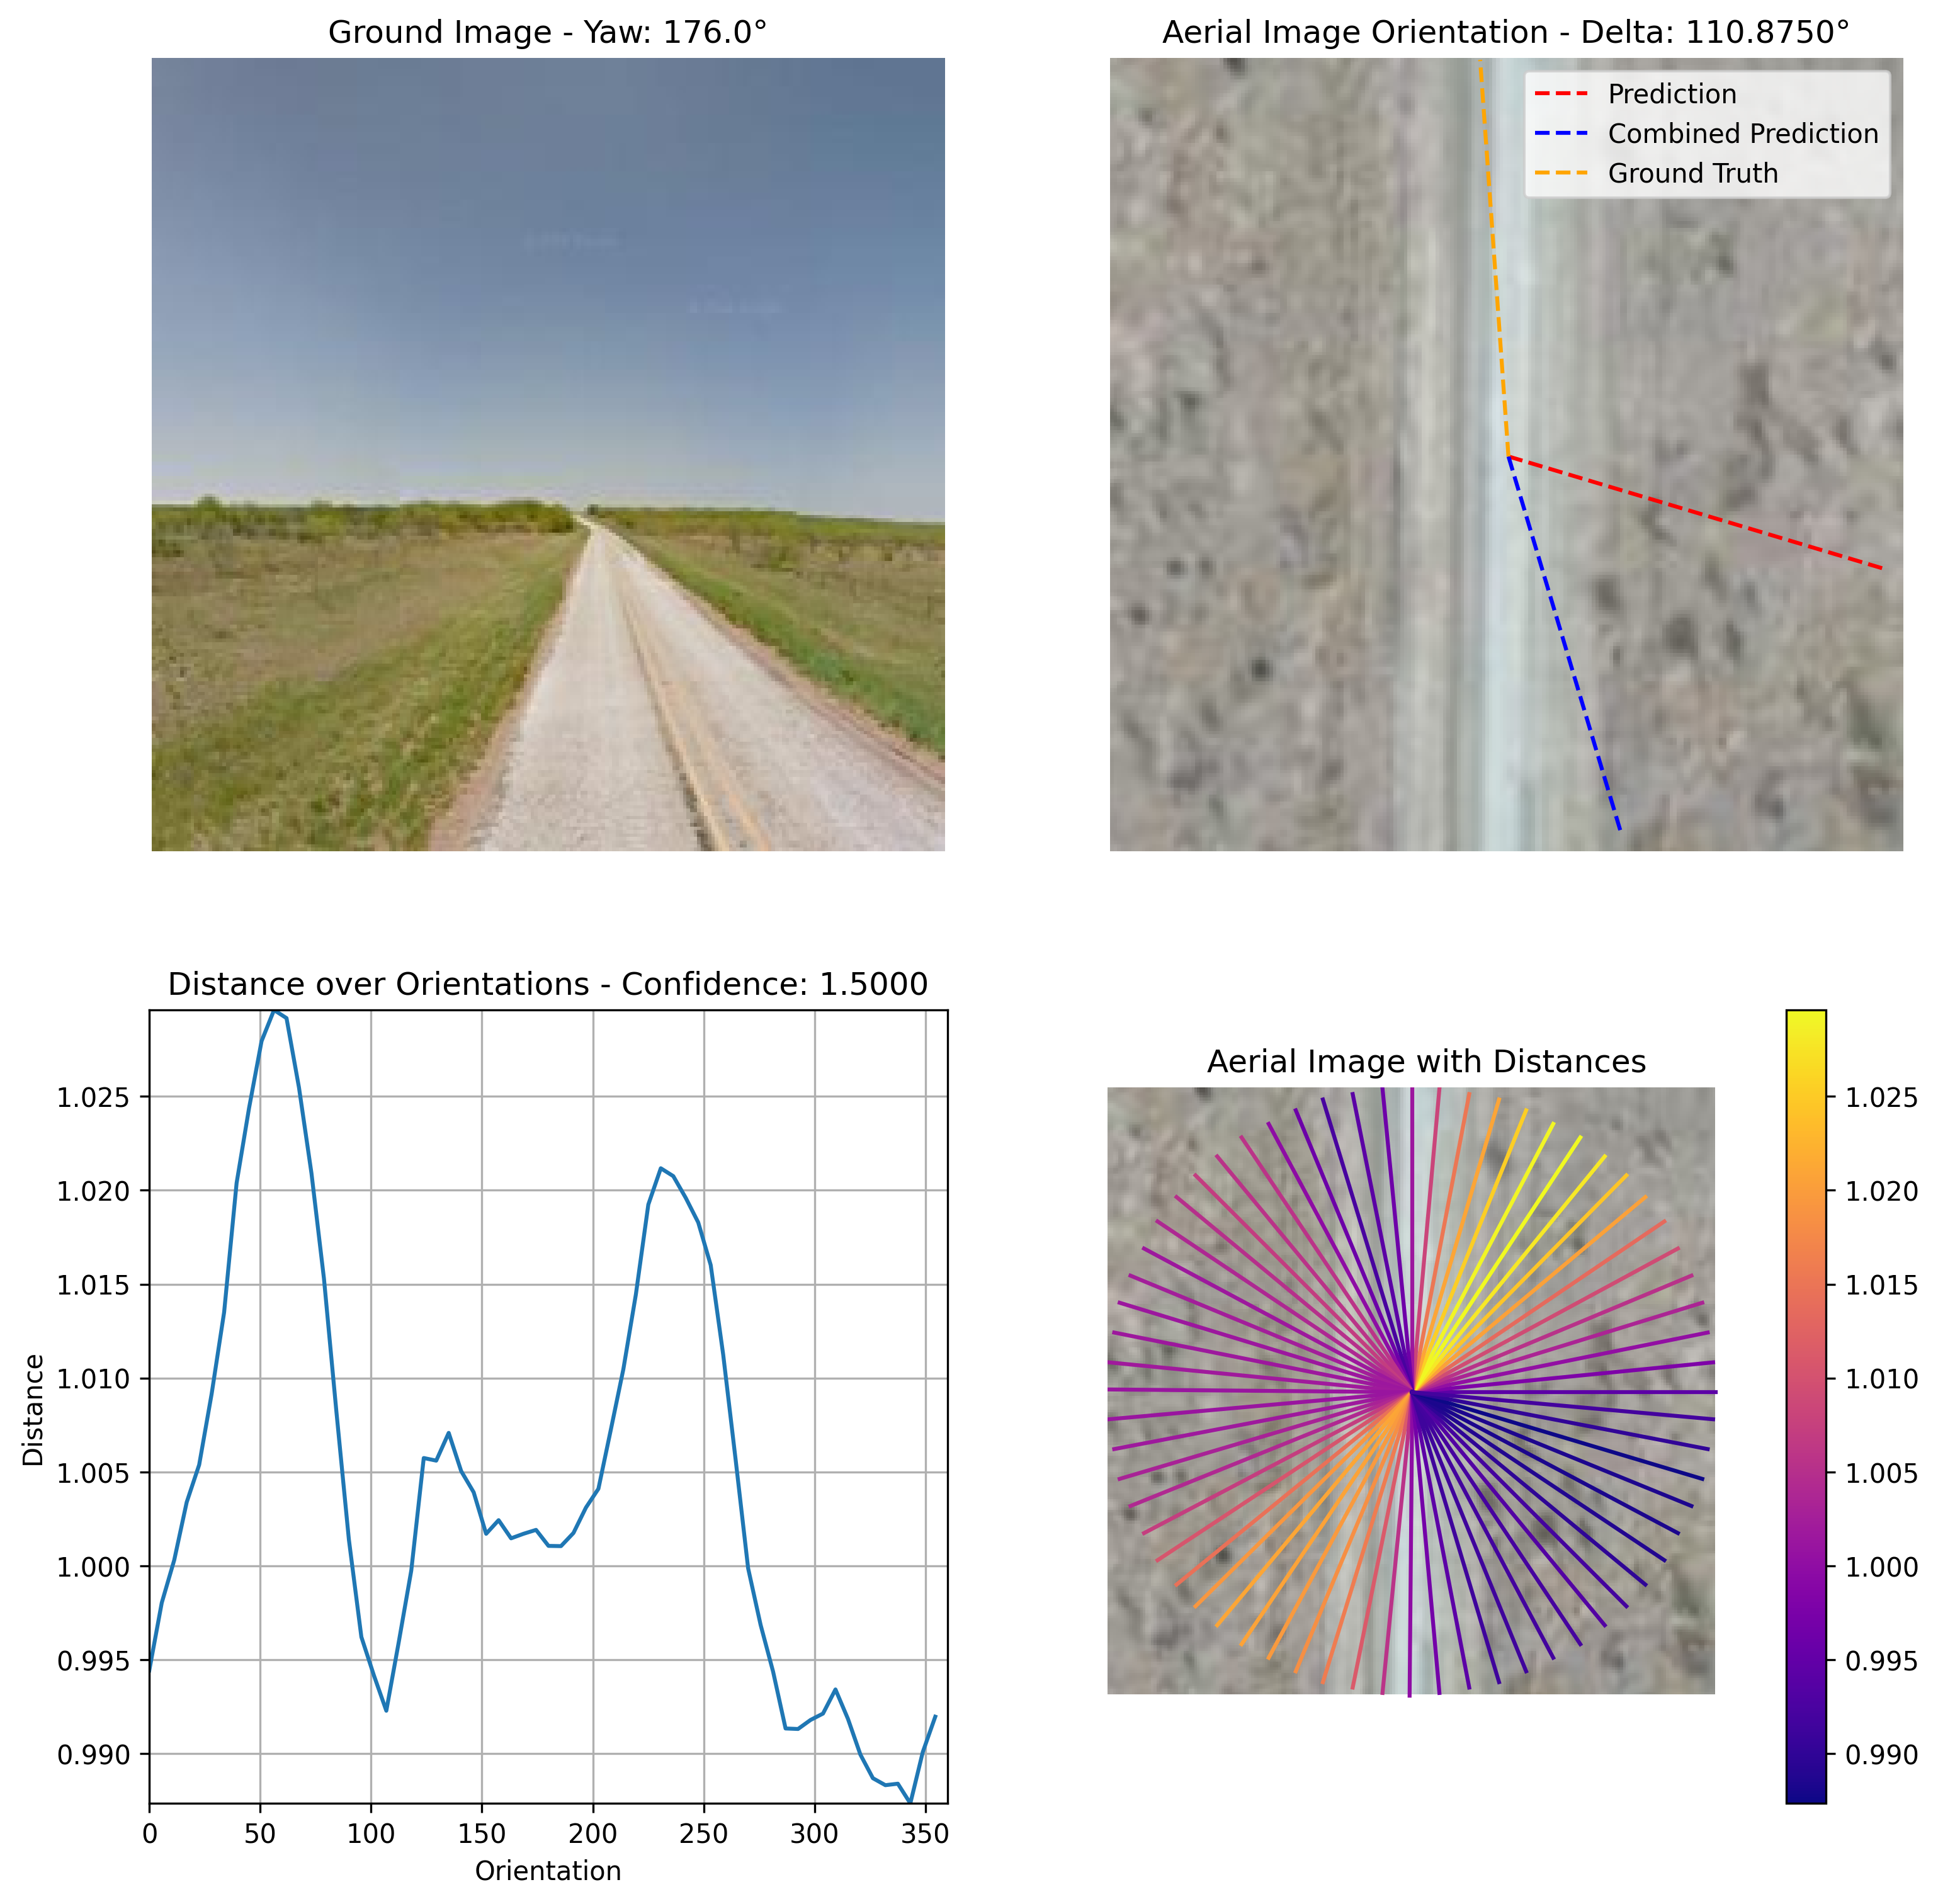 Ground Image - Yaw: 176.0°
Aerial Image Orientation - Delta: 110.8750°
Prediction
Combined Prediction
Ground Truth
Distance over Orientations - Confidence: 1.5000
Distance
1.025
1.020
1.015
1.010
1.005
1.000
0.995
0.990
0
50
100
150
200
250
300
350
Orientation
Aerial Image with Distances
1.025
1.020
1.015
1.010
1.005
1.000
0.995
0.990